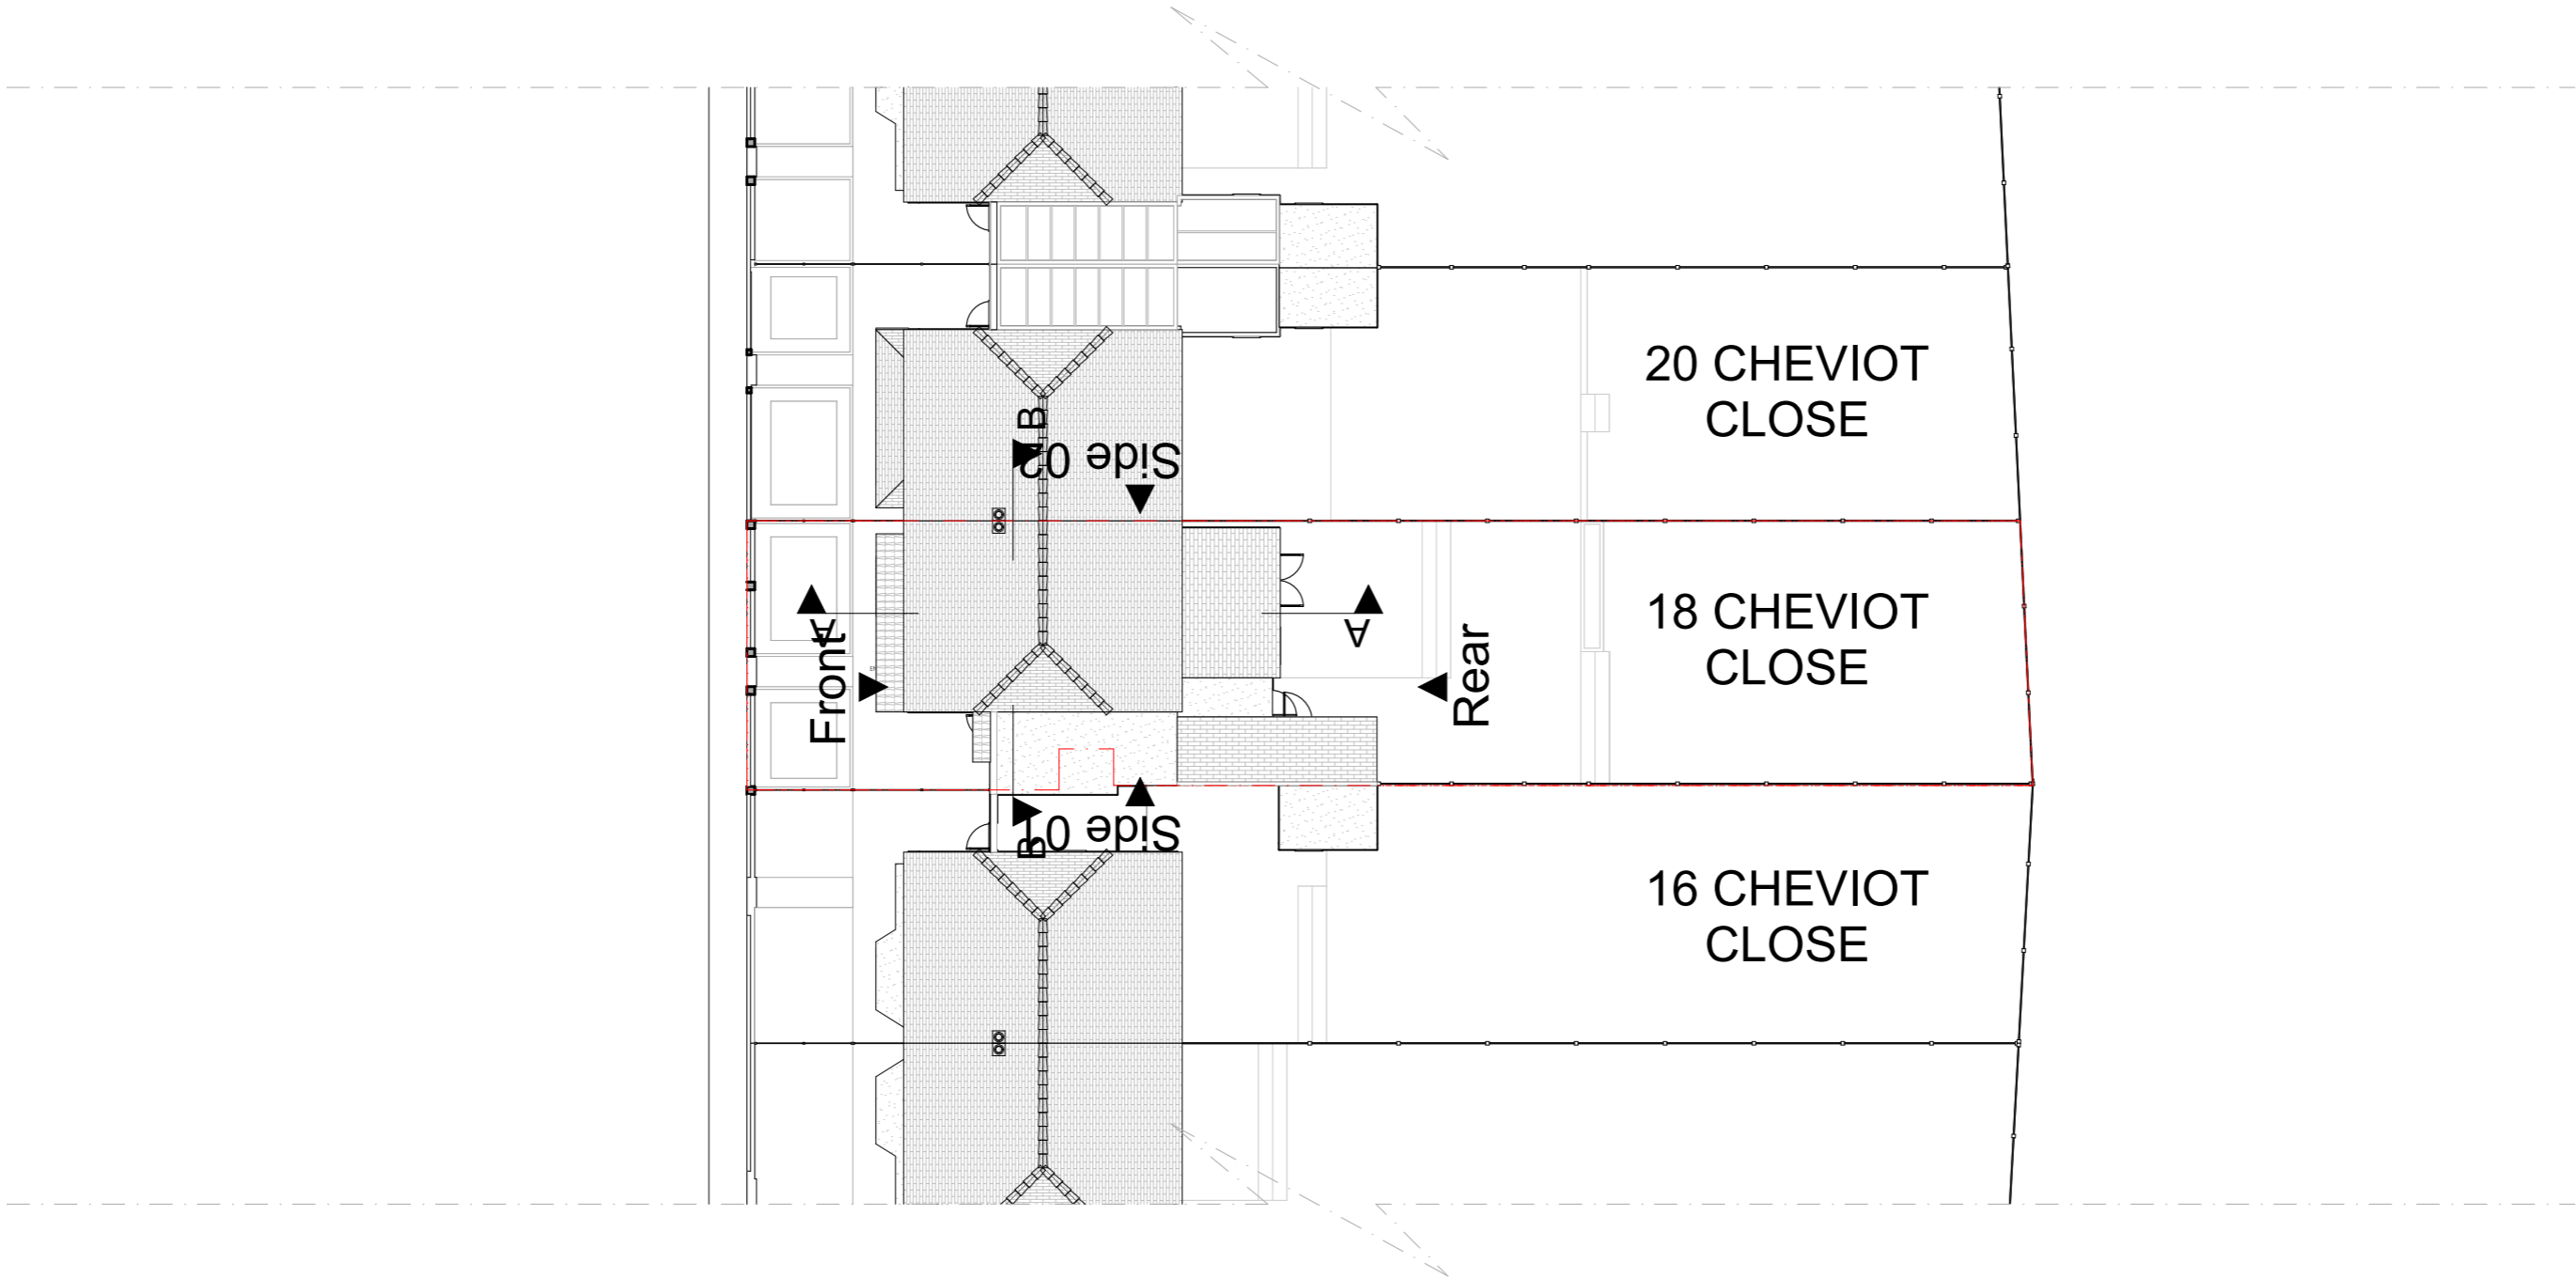 20 CHEVIOT
CLOSE
B
Side 02
18 CHEVIOT
CLOSE
A
A
Front
Rear
Side 01
B
16 CHEVIOT
CLOSE